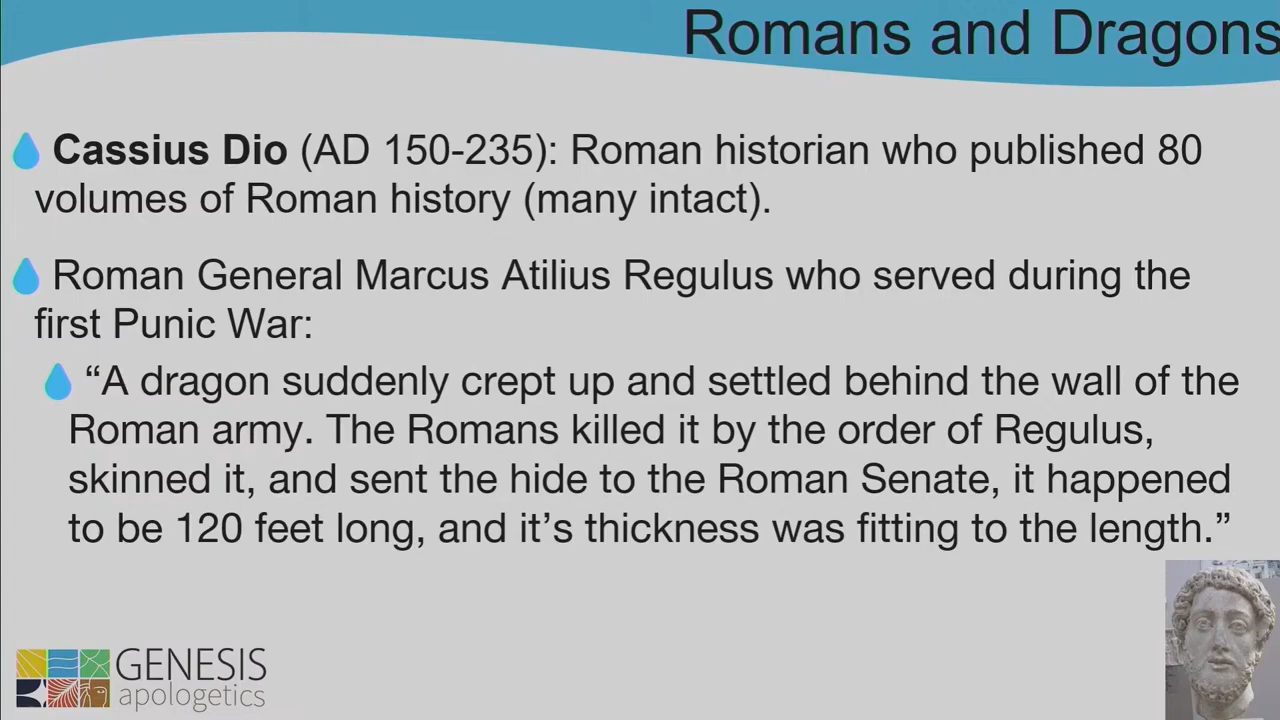 Romans and Dragons
Cassius Dio (AD 150-235): Roman historian who published 80
volumes of Roman history (many intact).
Roman General Marcus Atilius Regulus who served during the
first Punic War:
“A dragon suddenly crept up and settled behind the wall of the
Roman army. The Romans killed it by the order of Regulus,
skinned it, and sent the hide to the Roman Senate, it happened
to be 120 feet long, and it’s thickness was fitting to the length.”
GENESIS
apologetics